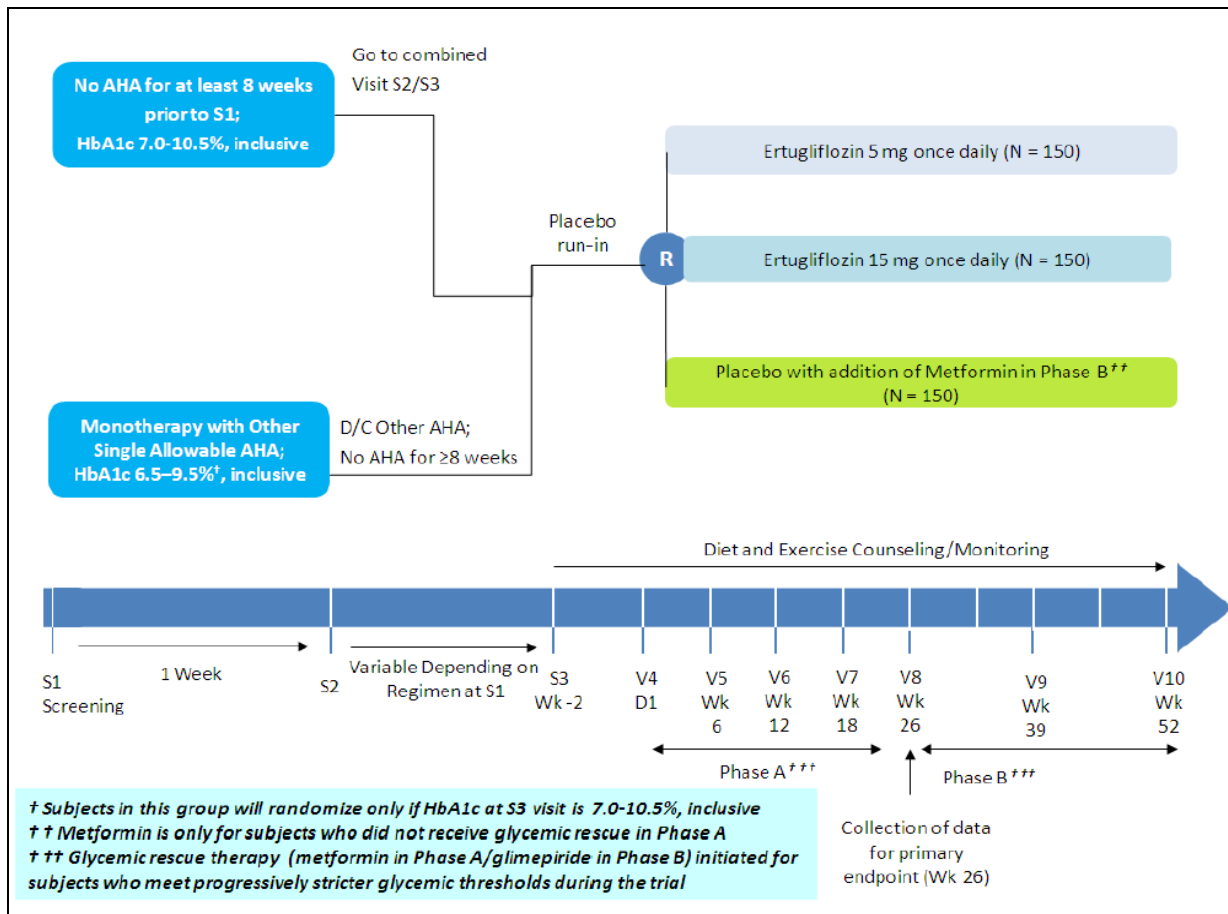 No AHA for at least 8 weeks
prior to S1;
HbA1c 7.0-10.5%, inclusive
Go to combined
Visit S2/S3
Monotherapy with Other
Single Allowable AHA;
HbA1c 6.5–9.5%†, inclusive
D/C Other AHA;
No AHA for ≥8 weeks
Placebo
run-in
R
Ertugliflozin 5 mg once daily (N = 150)
Ertugliflozin 15 mg once daily (N = 150)
Placebo with addition of Metformin in Phase B††
(N = 150)
Diet and Exercise Counseling/Monitoring
S1
Screening
1 Week
S2
Variable Depending on
Regimen at S1
S3
Wk -2
V4
D1
V5
Wk
6
V6
Wk
12
V7
Wk
18
V8
Wk
26
V9
Wk
39
V10
Wk
52
Phase A†††
Phase B†††
Collection of data
for primary
endpoint (Wk 26)
† Subjects in this group will randomize only if HbA1c at S3 visit is 7.0-10.5%, inclusive
† † Metformin is only for subjects who did not receive glycemic rescue in Phase A
† †† Glycemic rescue therapy (metformin in Phase A/glimepiride in Phase B) initiated for
subjects who meet progressively stricter glycemic thresholds during the trial